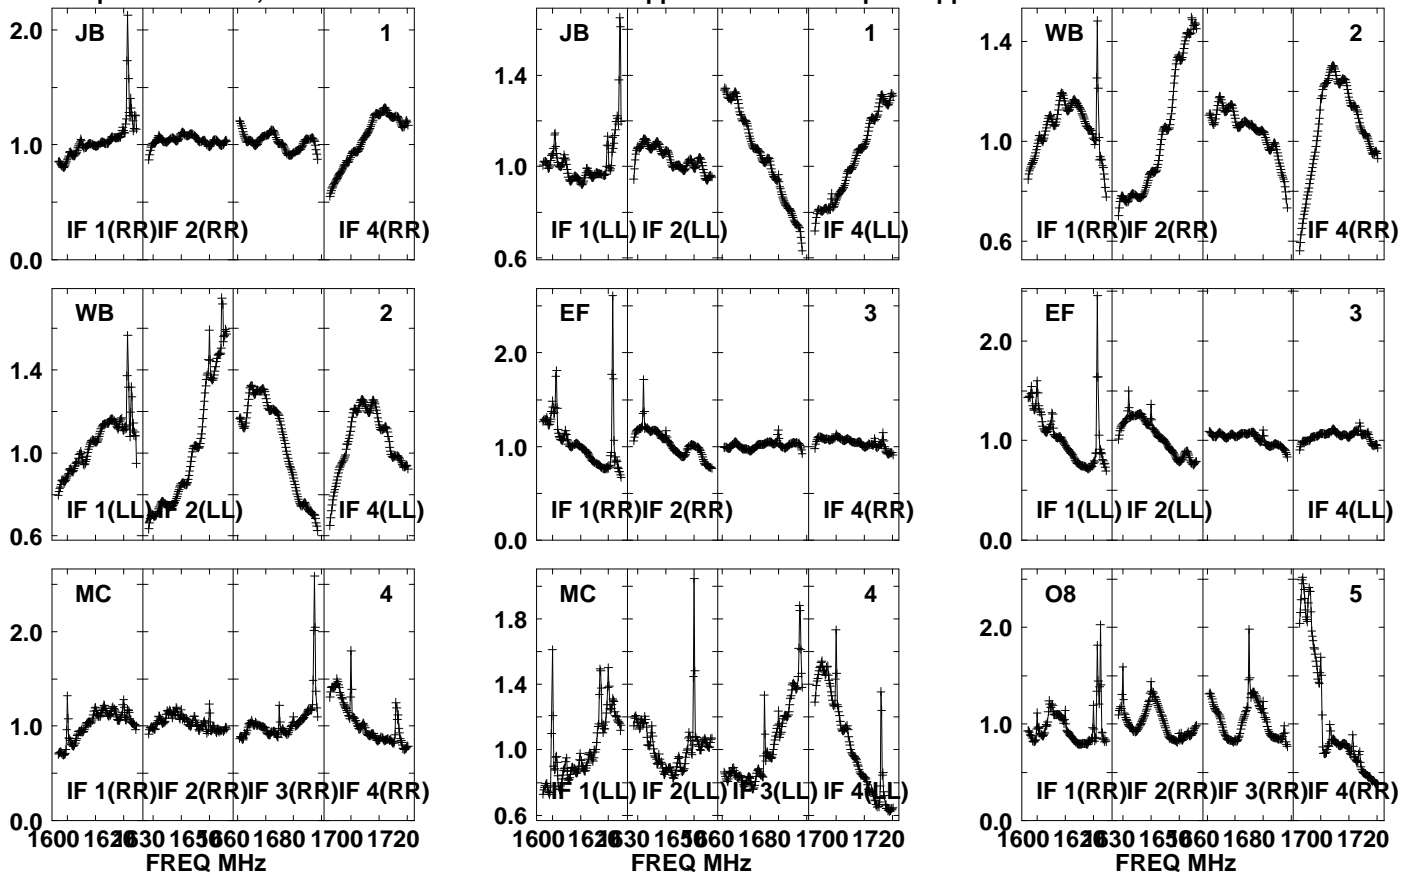 JB 1
JB 1
WB 2
2.0
1.0
0.0
IF 1(RR) IF 2(RR) IF 4(RR)
1.4
1.0
0.6
IF 1(LL) IF 2(LL) IF 4(LL)
1.4
1.0
0.6
IF 1(RR) IF 2(RR) IF 4(RR)
WB 2
EF 3
EF 3
1.4
1.0
0.6
IF 1(LL) IF 2(LL) IF 4(LL)
2.0
1.0
0.0
IF 1(RR) IF 2(RR) IF 4(RR)
2.0
1.0
0.0
IF 1(LL) IF 2(LL) IF 4(LL)
MC 4
MC 4
O8 5
2.0
1.0
0.0
IF 1(RR) IF 2(RR) IF 3(RR) IF 4(RR)
1.8
1.4
1.0
0.6
IF 1(LL) IF 2(LL) IF 3(LL) IF 4(LL)
2.0
1.0
0.0
IF 1(RR) IF 2(RR) IF 3(RR) IF 4(RR)
1600 1630 1700 1720
1600 1630 1700 1720
1600 1630 1700 1720
FREQ MHz
FREQ MHz
FREQ MHz